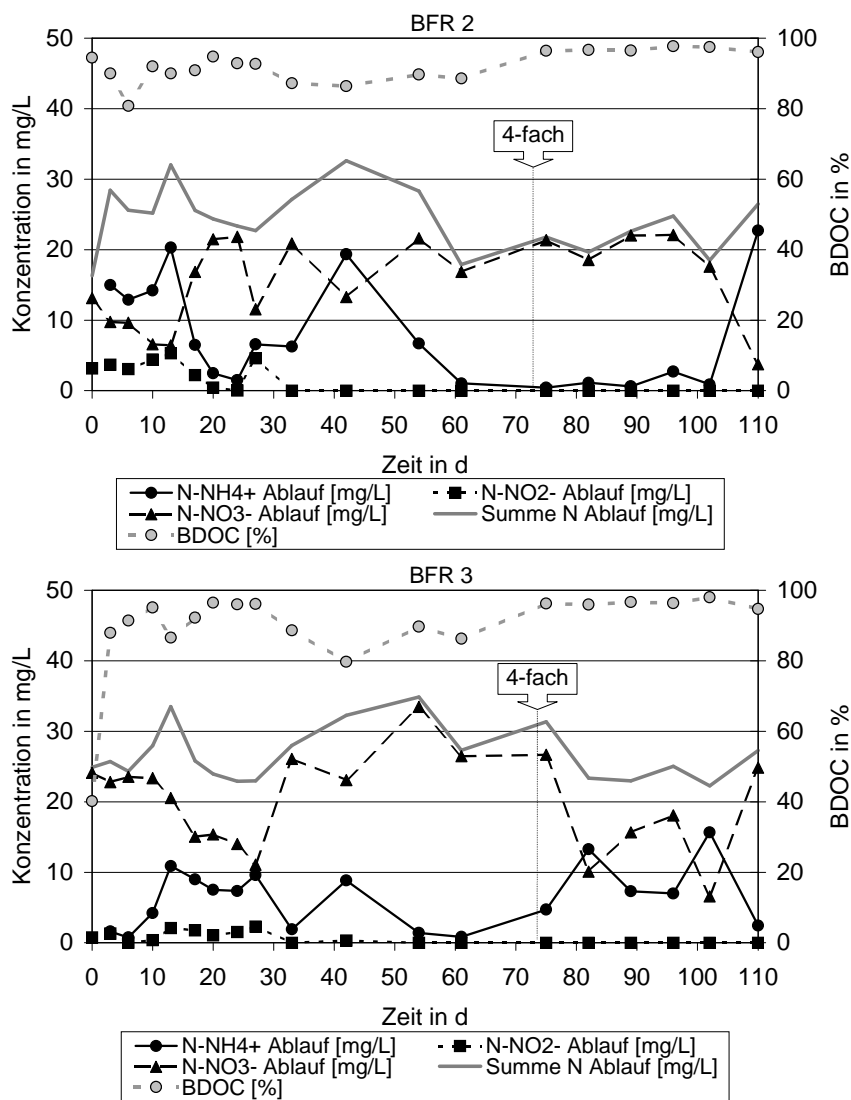 BFR 2
50
40
30
20
10
0
Konzentration in mg/L
100
80
60
40
20
0
BDOC in %
4-fach
0 10 20 30 40 50 60 70 80 90 100 110
Zeit in d
N-NH4+ Ablauf [mg/L] N-NO2- Ablauf [mg/L]
N-NO3- Ablauf [mg/L] Summe N Ablauf [mg/L]
BDOC [%]
BFR 3
50
40
30
20
10
0
Konzentration in mg/L
100
80
60
40
20
0
BDOC in %
4-fach
0 10 20 30 40 50 60 70 80 90 100 110
Zeit in d
N-NH4+ Ablauf [mg/L] N-NO2- Ablauf [mg/L]
N-NO3- Ablauf [mg/L] Summe N Ablauf [mg/L]
BDOC [%]